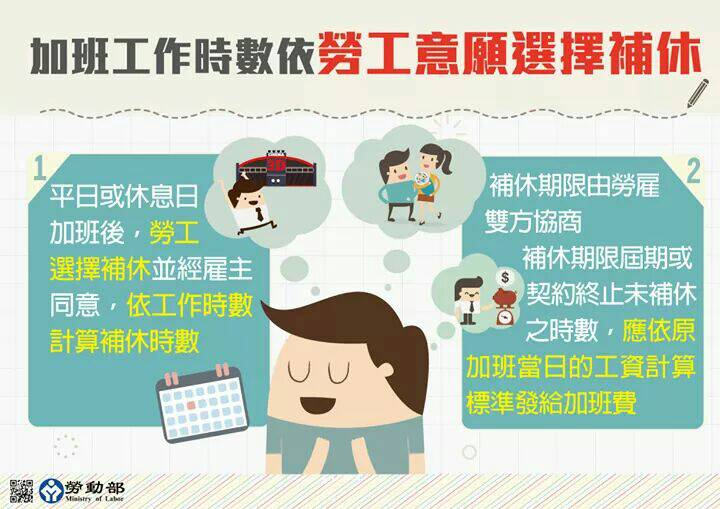 加班工作時數依勞工意願選擇補休
1
平日或休息日
加班後，勞工
選擇補休並經雇主
同意，依工作時數
計算補休時數
2
補休期限由勞雇
雙方協商
補休期限屆期或
契約終止未補休
之時數，應依原
加班當日的工資計算
標準發給加班費
$
勞動部
Ministry of Labor